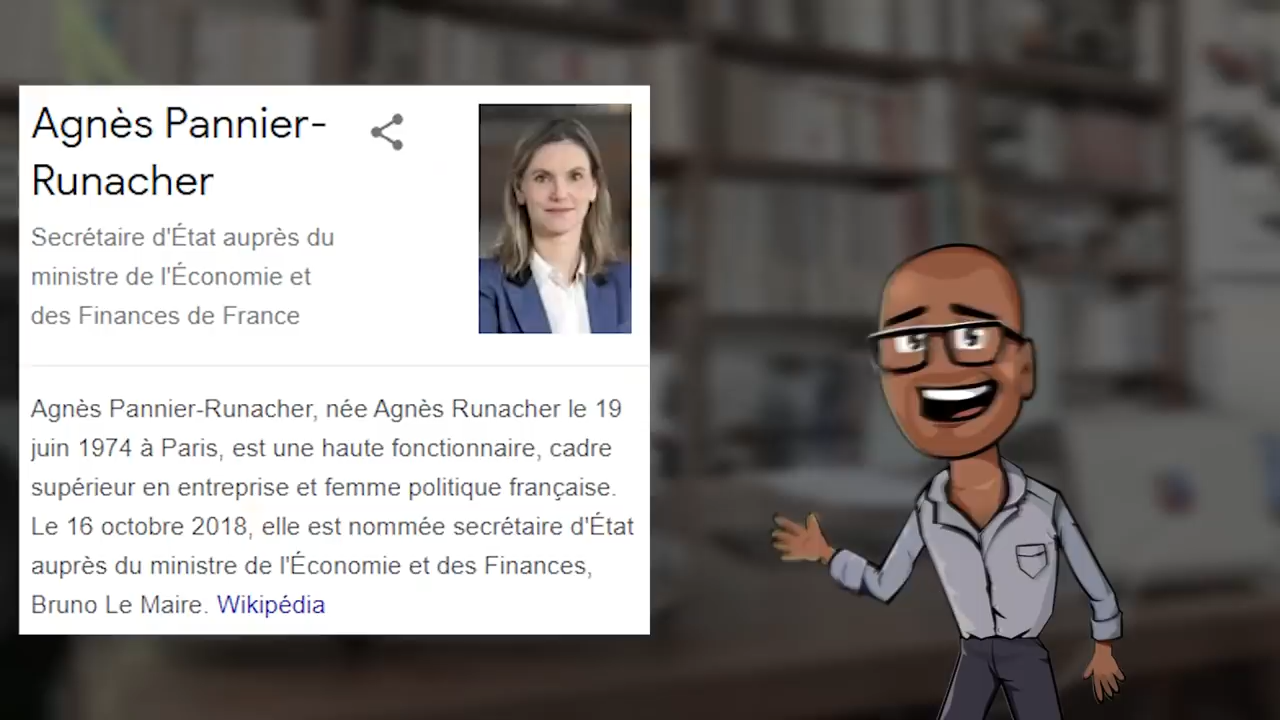 Agnès Pannier-
Runacher
Secrétaire d'État auprès du
ministre de l'Économie et
des Finances de France
Agnès Pannier-Runacher, née Agnès Runacher le 19
juin 1974 à Paris, est une haute fonctionnaire, cadre
supérieur en entreprise et femme politique française.
Le 16 octobre 2018, elle est nommée secrétaire d'État
auprès du ministre de l'Économie et des Finances,
Bruno Le Maire. Wikipédia